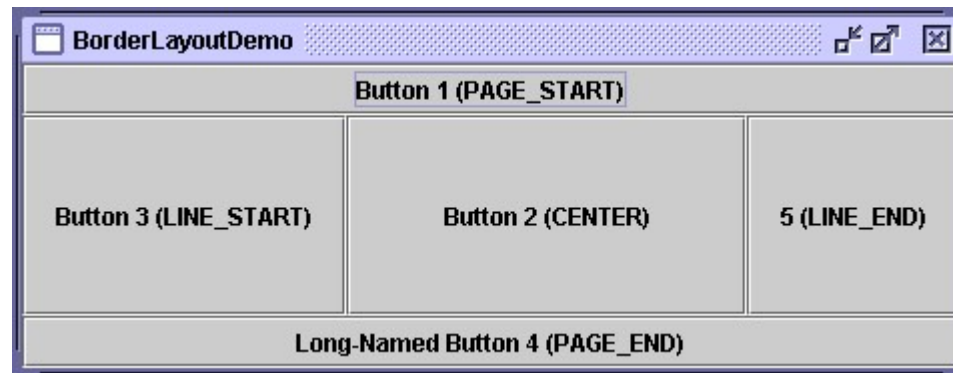 BorderLayoutDemo
Button 1 (PAGE_START)
Button 3 (LINE_START)
Button 2 (CENTER)
5 (LINE_END)
Long-Named Button 4 (PAGE_END)